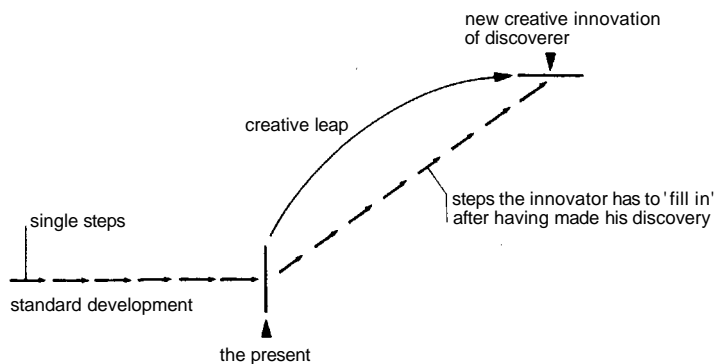 new creative innovation
of discoverer
creative leap
steps the innovator has to 'fill in'
after having made his discovery
single steps
standard development
the present